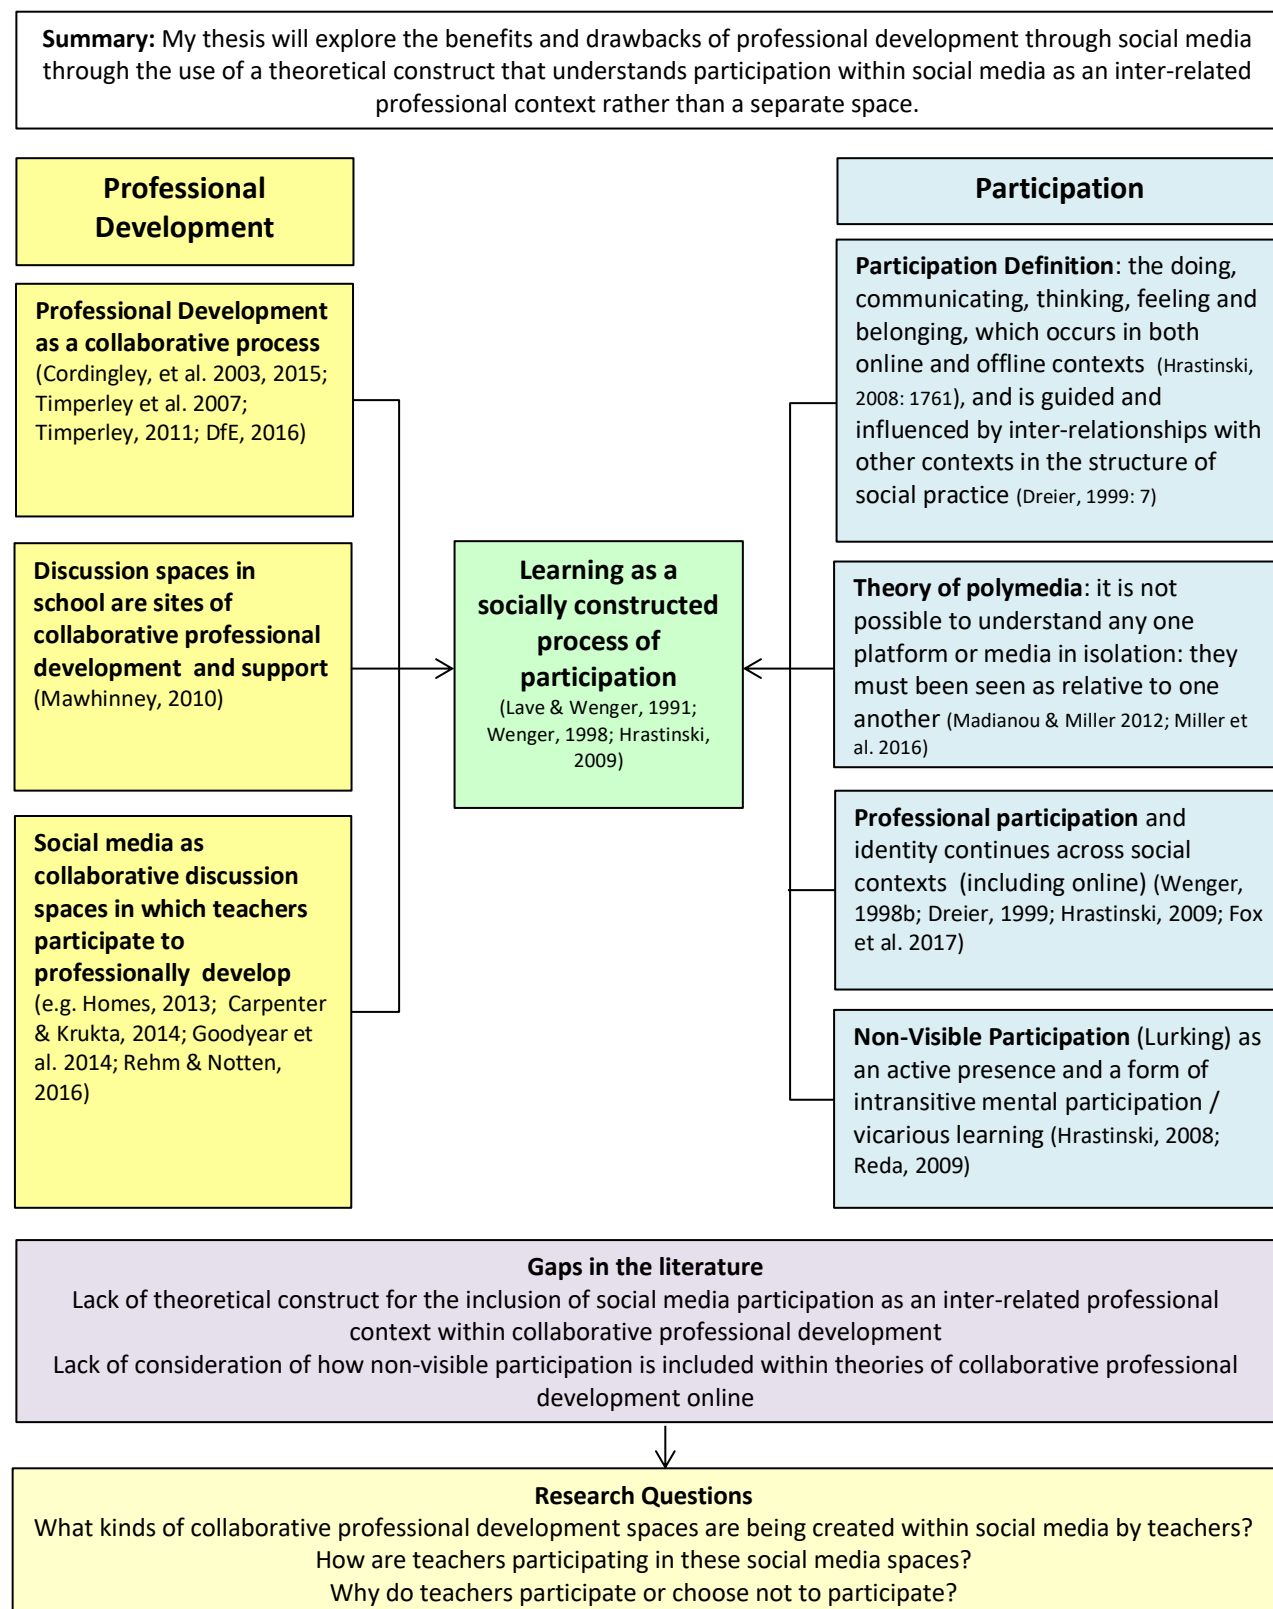 Summary: My thesis will explore the benefits and drawbacks of professional development through social media
through the use of a theoretical construct that understands participation within social media as an inter-related
professional context rather than a separate space.
Professional
Development
Professional Development
as a collaborative process
(Cordingley, et al. 2003, 2015;
Timperley et al. 2007;
Timperley, 2011; DfE, 2016)
Discussion spaces in
school are sites of
collaborative professional
development and support
(Mawhinney, 2010)
Social media as
collaborative discussion
spaces in which teachers
participate to
professionally develop
(e.g. Homes, 2013; Carpenter
& Krukta, 2014; Goodyear et
al. 2014; Rehm & Notten,
2016)
Learning as a
socially constructed
process of
participation
(Lave & Wenger, 1991;
Wenger, 1998; Hrastinski,
2009)
Participation
Participation Definition: the doing,
communicating, thinking, feeling and
belonging, which occurs in both
online and offline contexts (Hrastinski,
2008: 1761), and is guided and
influenced by inter-relationships with
other contexts in the structure of
social practice (Dreier, 1999: 7)
Theory of polymedia: it is not
possible to understand any one
platform or media in isolation: they
must been seen as relative to one
another (Madianou & Miller 2012; Miller et
al. 2016)
Professional participation and
identity continues across social
contexts (including online) (Wenger,
1998b; Dreier, 1999; Hrastinski, 2009; Fox
et al. 2017)
Non-Visible Participation (Lurking) as
an active presence and a form of
intransitive mental participation /
vicarious learning (Hrastinski, 2008;
Reda, 2009)
Gaps in the literature
Lack of theoretical construct for the inclusion of social media participation as an inter-related professional
context within collaborative professional development
Lack of consideration of how non-visible participation is included within theories of collaborative professional
development online
Research Questions
What kinds of collaborative professional development spaces are being created within social media by teachers?
How are teachers participating in these social media spaces?
Why do teachers participate or choose not to participate?